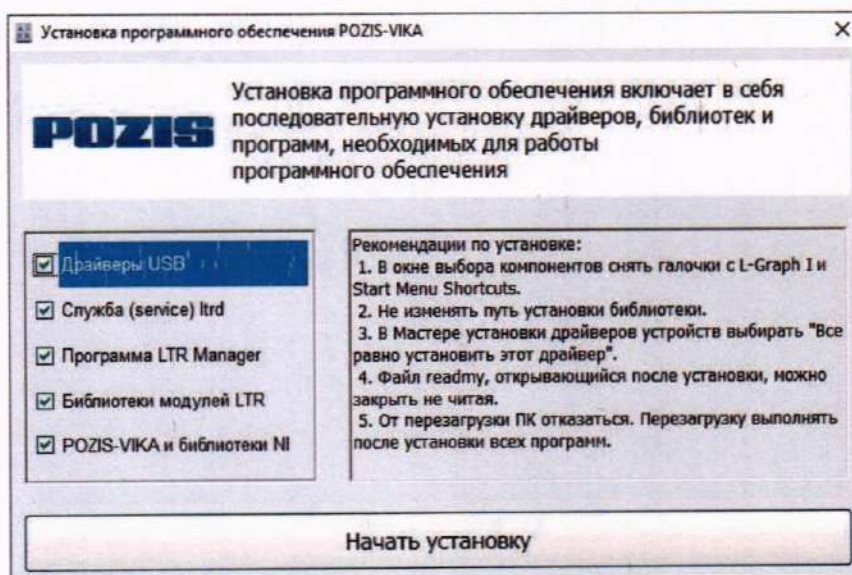 Установка программного обеспечения POZIS-VIKA
POZIS
Установка программного обеспечения включает в себя
последовательную установку драйверов, библиотек и
программ, необходимых для работы
программного обеспечения
Драйверы USB
Служба (service) ltrd
Программа LTR Manager
Библиотеки модулей LTR
POZIS-VIKA и библиотеки NI
Рекомендации по установке:
1. В окне выбора компонентов снять галочки с L-Graph I и
Start Menu Shortcuts.
2. Не изменять путь установки библиотеки.
3. В Мастере установки драйверов устройств выбирать "Все
равно установить этот драйвер".
4. Файл readmy, открывающийся после установки, можно
закрыть не читая.
5. От перезагрузки ПК отказаться. Перезагрузку выполнять
после установки всех программ.
Начать установку